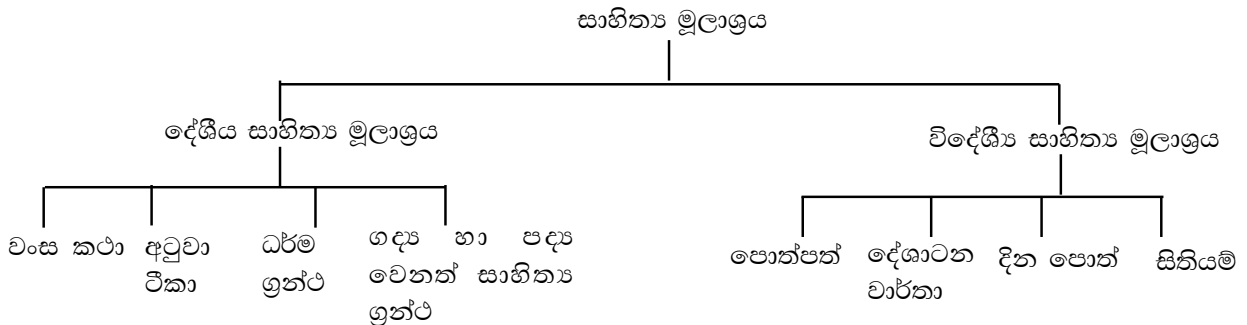 සාහිත්‍ය මූලාශ්‍රය
දේශීය සාහිත්‍ය මූලාශ්‍රය
විදේශීය සාහිත්‍ය මූලාශ්‍රය
වංස කථා
අටුවා
ටීකා
ධර්ම
ග්‍රන්ථ
ගද්‍ය හා පද්‍ය
වෙනත් සාහිත්‍ය
ග්‍රන්ථ
පොත්පත්
දේශාටන
වාර්තා
දින පොත්
සිතියම්